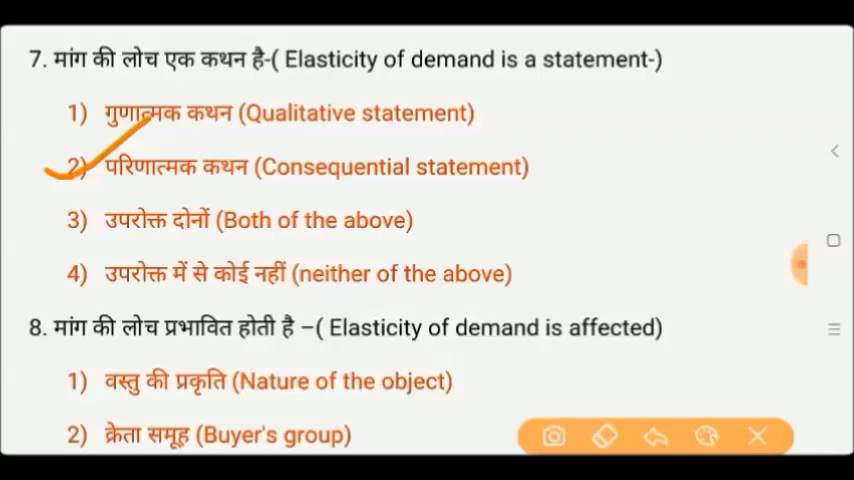 7. मांग की लोच एक कथन है-( Elasticity of demand is a statement-)
1) गुणात्मक कथन (Qualitative statement)
2) परिणात्मक कथन (Consequential statement)
3) उपरोक्त दोनों (Both of the above)
4) उपरोक्त में से कोई नहीं (neither of the above)
8. मांग की लोच प्रभावित होती है –( Elasticity of demand is affected)
1) वस्तु की प्रकृति (Nature of the object)
2) क्रेता समूह (Buyer's group)